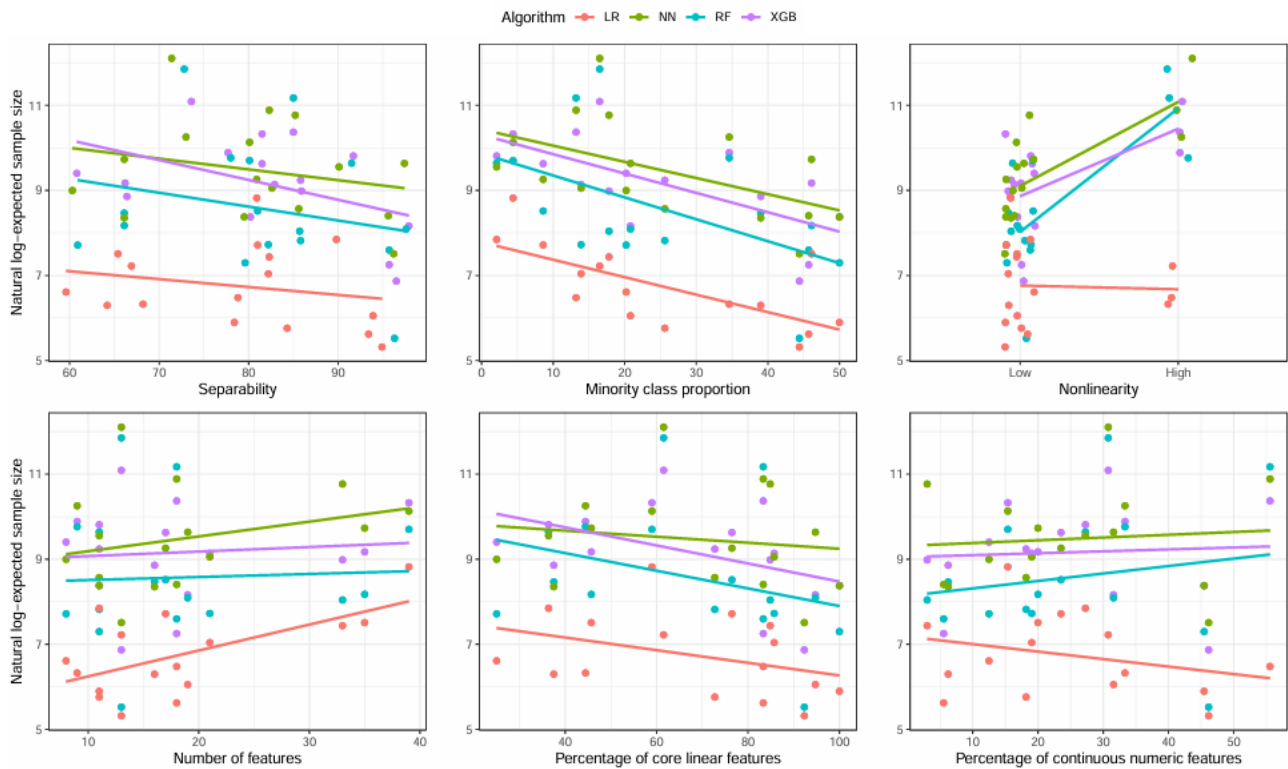 Algorithm LR NN RF XGB
Natural log-expected sample size
11
9
7
5
60 70 80 90
Separability
0 10 20 30 40 50
Minority class proportion
Low High
Nonlinearity
Natural log-expected sample size
11
9
7
5
10 20 30 40
Number of features
40 60 80 100
Percentage of core linear features
0 10 20 30 40 50
Percentage of continuous numeric features